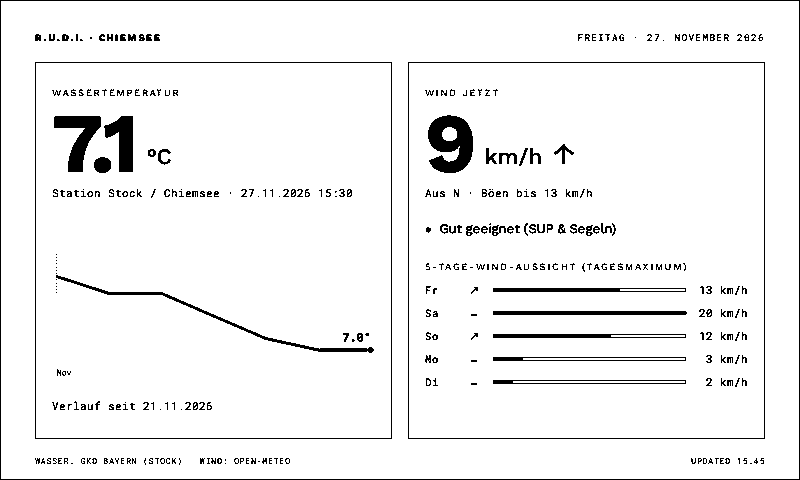 R.U.D.I. · CHIEMSEE
FREITAG · 27. NOVEMBER 2026
WASSERTEMPERATUR
7.1 °C
Station Stock / Chiemsee · 27.11.2026 15:30
7.0°
Nov
Verlauf seit 21.11.2026
WIND JETZT
9 km/h ↑
Aus N · Böen bis 13 km/h
• Gut geeignet (SUP & Segeln)
5-TAGE-WIND-AUSSICHT (TAGESMAXIMUM)
Fr ↗ 13 km/h
Sa – 20 km/h
So ↗ 12 km/h
Mo – 3 km/h
Di – 2 km/h
WASSER: GKD BAYERN (STOCK) WIND: OPEN-METEO
UPDATED 15:45